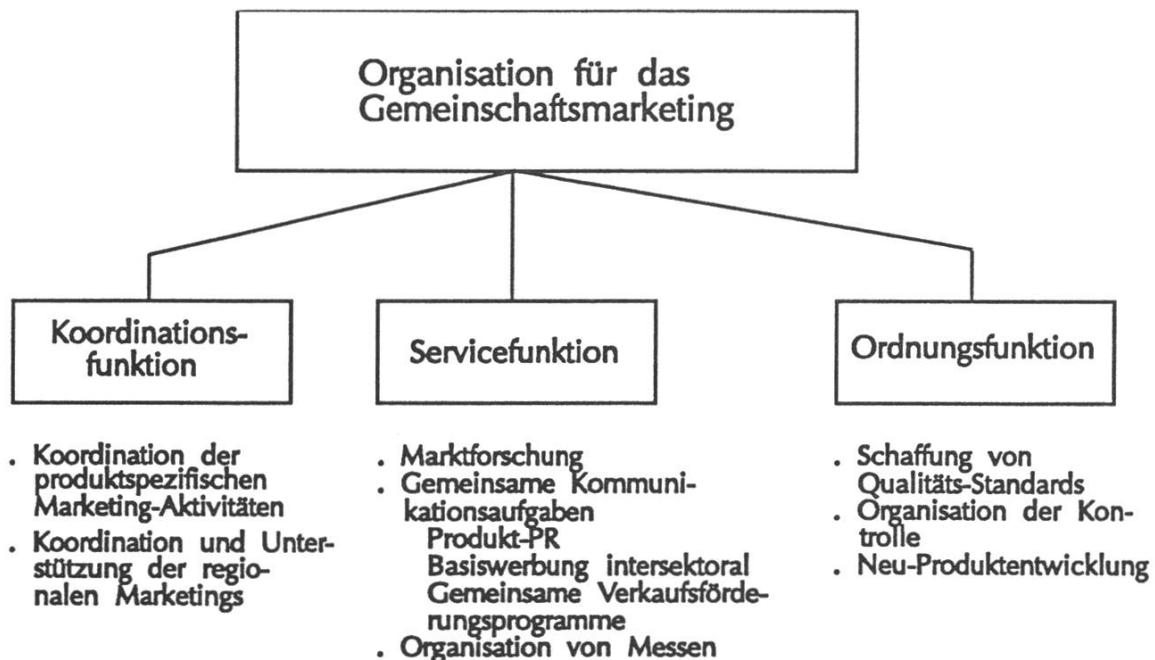 Organisation für das
Gemeinschaftsmarketing
Koordinations-
funktion
. Koordination der
produktspezifischen
Marketing-Aktivitäten
. Koordination und Unter-
stützung der regio-
nalen Marketings
Servicefunktion
. Marktforschung
. Gemeinsame Kommuni-
kationsaufgaben
Produkt-PR
Basiswerbung intersektoral
Gemeinsame Verkaufsförde-
rungsprogramme
. Organisation von Messen
Ordnungsfunktion
. Schaffung von
Qualitäts-Standards
. Organisation der Kon-
trolle
. Neu-Produktentwicklung